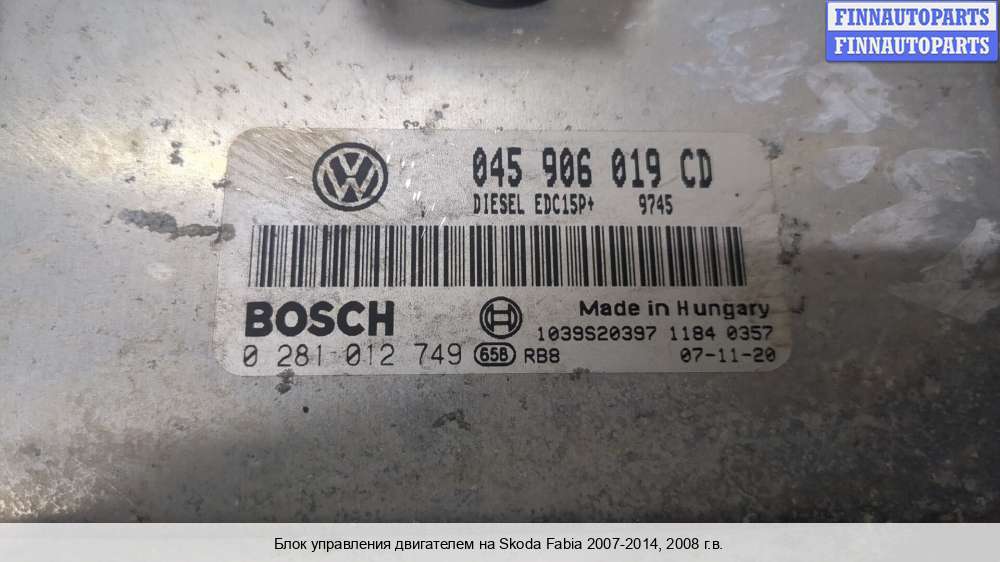 FINNAUTOPARTS
FINNAUTOPARTS
045 906 019 CD
DIESEL EDC15P+ 9745
BOSCH
Made in Hungary
1039S20397 1184 0357
0 281 012 749 65B RB8 07-11-20
Блок управления двигателем на Skoda Fabia 2007-2014, 2008 г.в.